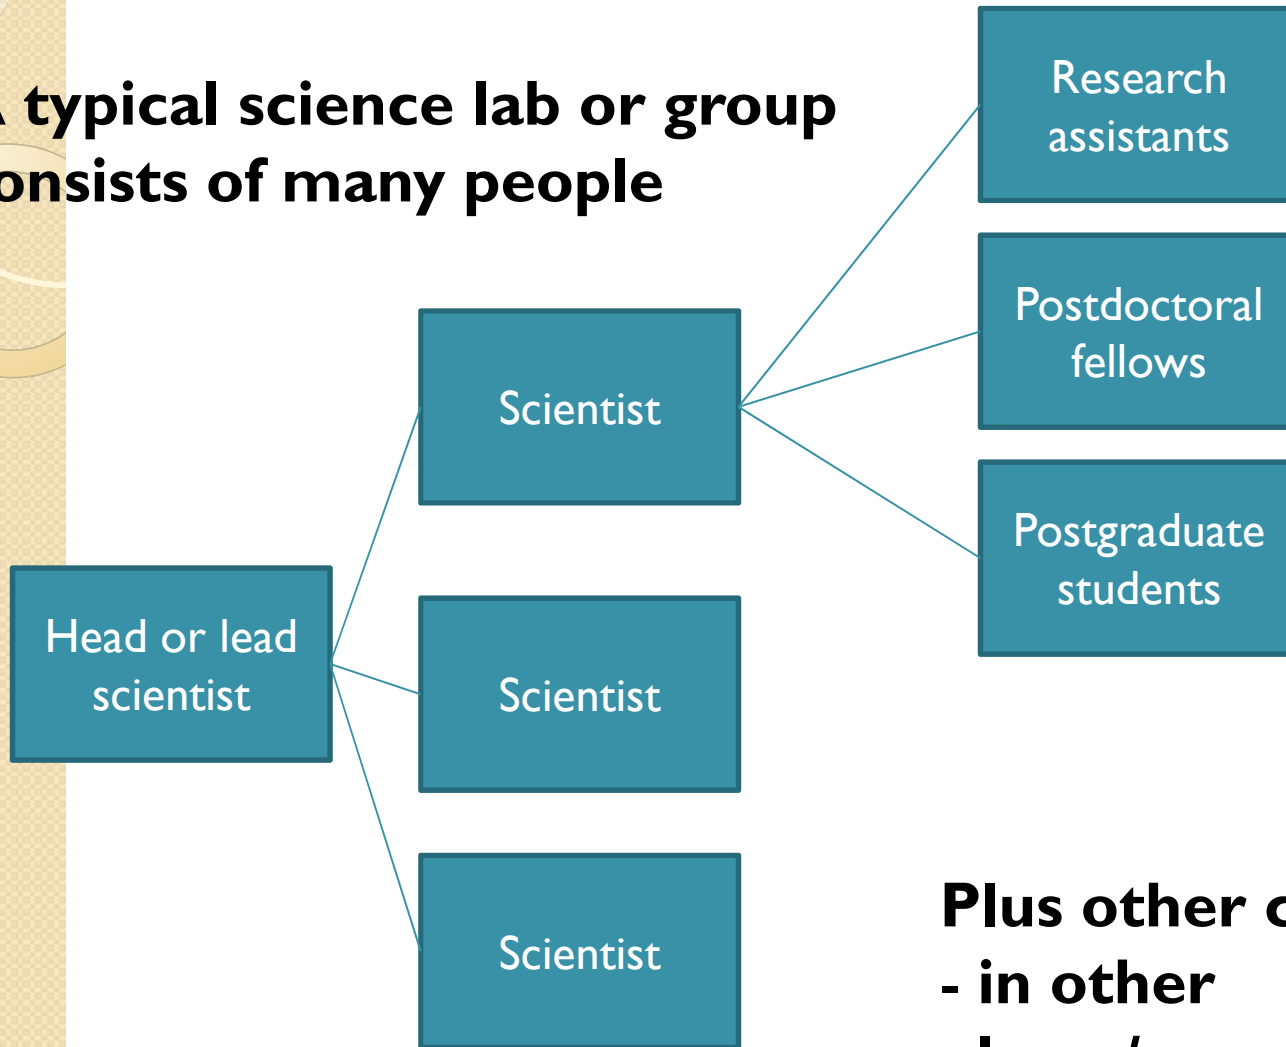 typical science lab or group
consists of many people
Research
assistants
Postdoctoral
fellows
Scientist
Postgraduate
students
Head or lead
scientist
Scientist
Scientist
Plus other
- in other